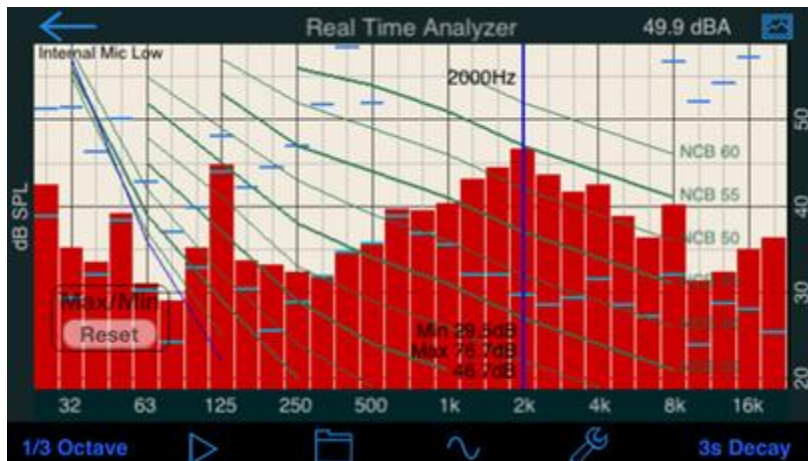 Real Time Analyzer
49.9 dBA
Internal Mic Low
2000Hz
dB SPL
50
40
30
20
NCB 60
NCB 55
NCB 50
Max/Min
Reset
Min 29.5dB
Max 76.7dB
46.7dB
32 63 125 250 500 1k 2k 4k 8k 16k
1/3 Octave
3s Decay